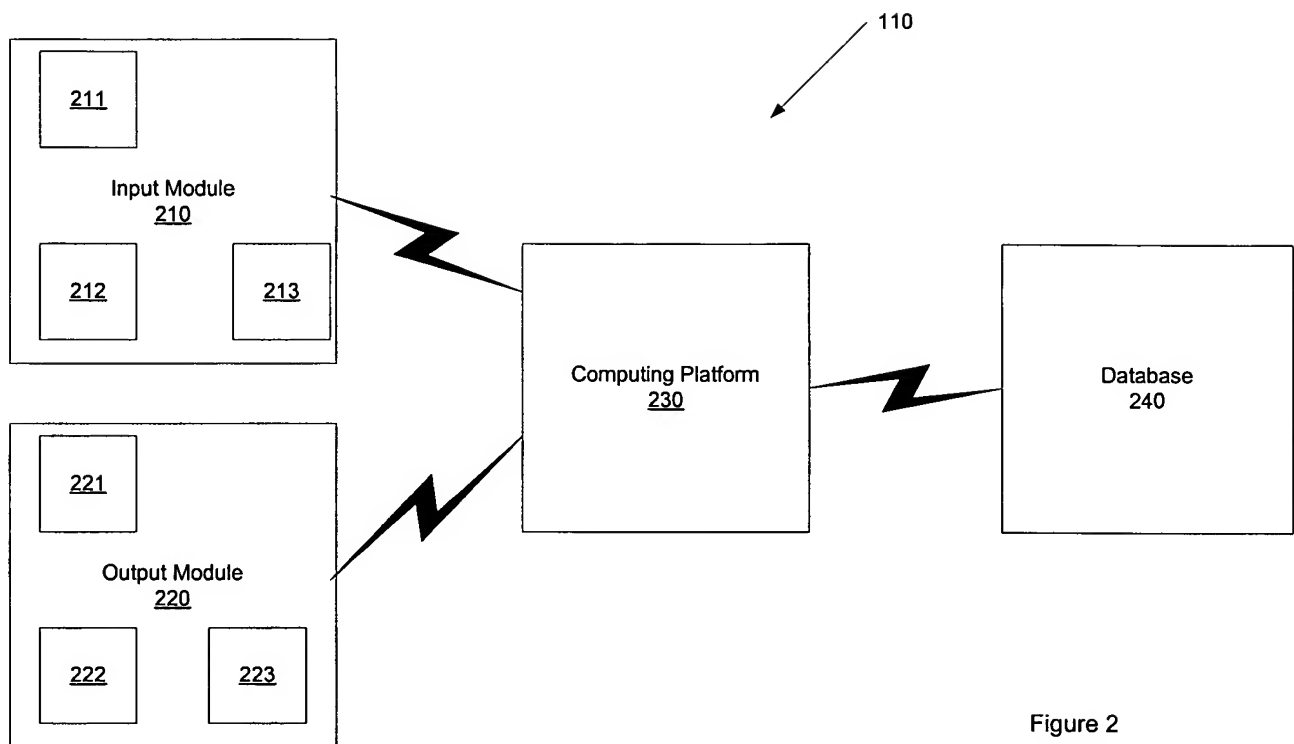 110
211
Input Module
210
212
213
Computing Platform
230
Database
240
221
Output Module
220
222
223
Figure 2